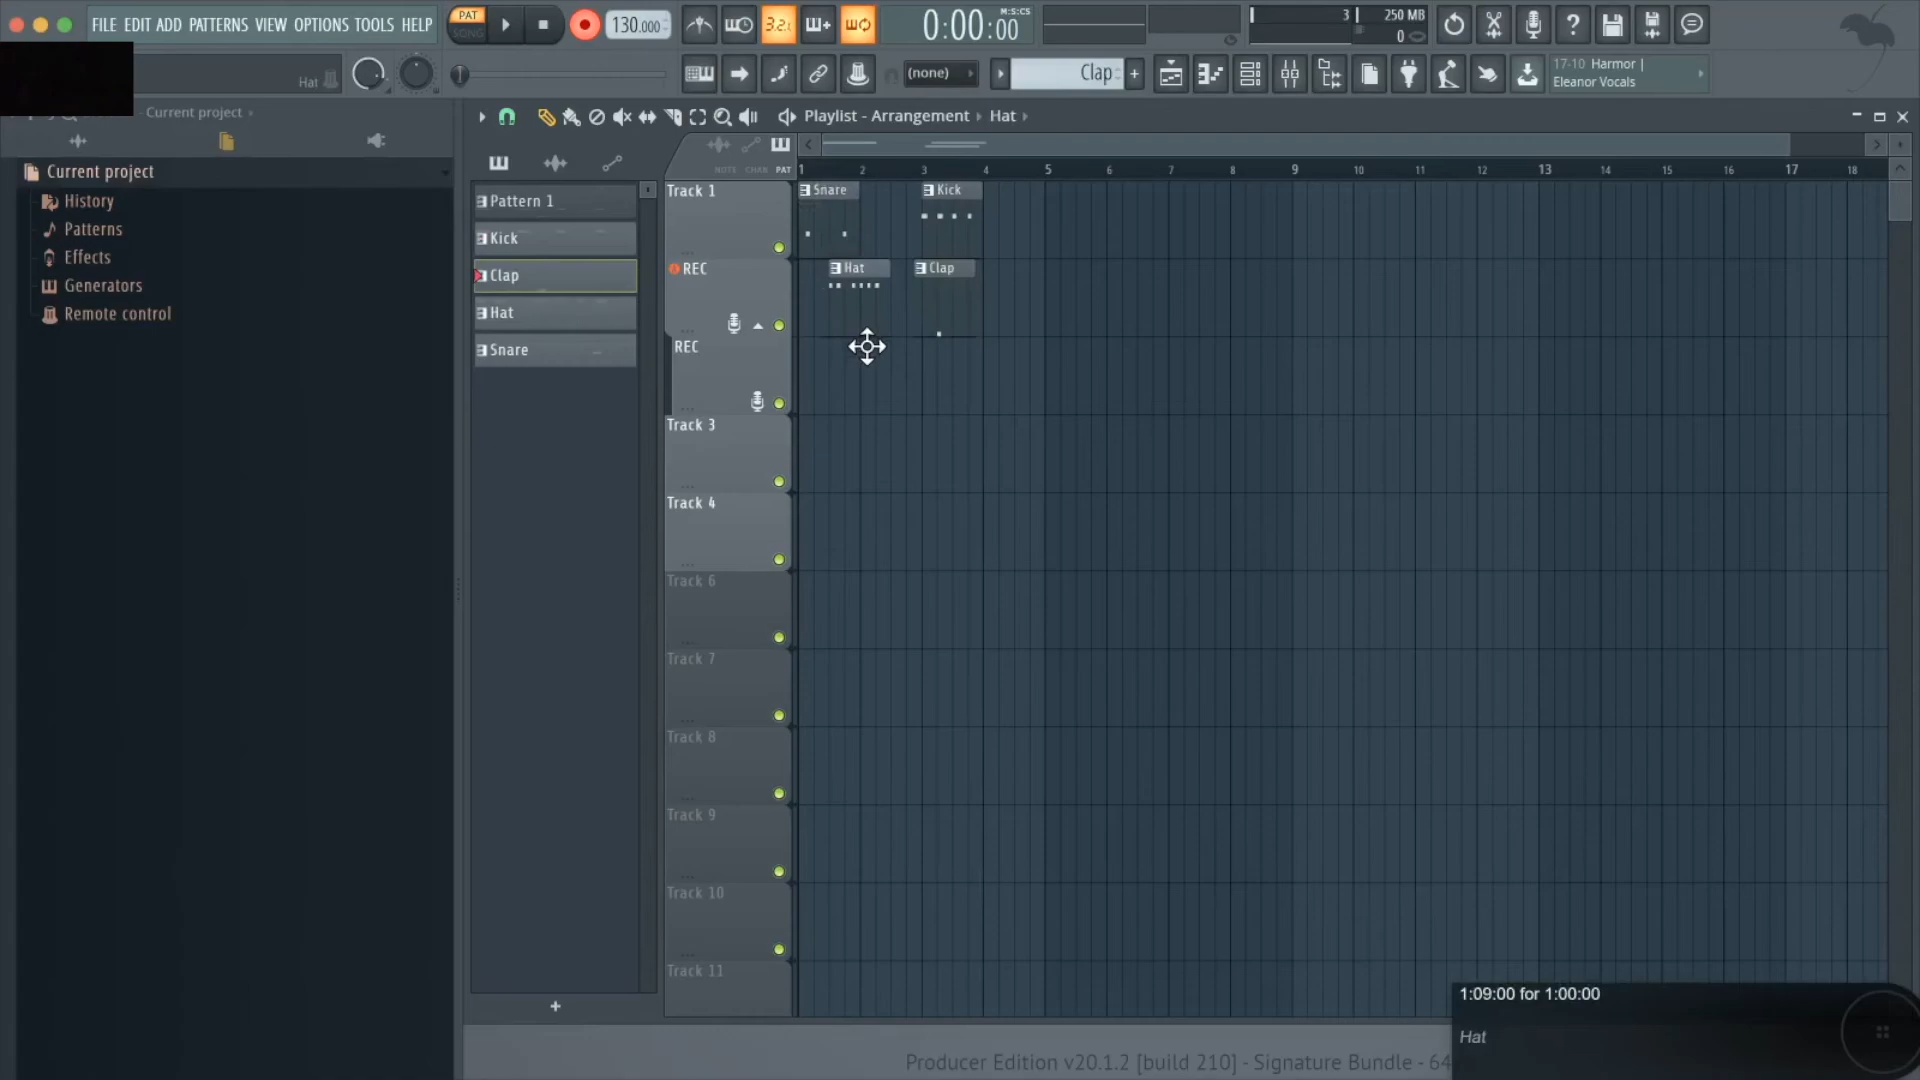 FILE EDIT ADD PATTERNS VIEW OPTIONS TOOLS HELP
PAT
SONG
130.000
3.2.
0:00:00
M:S:CS
3
250 MB
0
Hat
(none)
Clap
17-10 Harmor |
Eleanor Vocals
Current project
Playlist - Arrangement › Hat ›
Current project
History
Patterns
Effects
Generators
Remote control
Pattern 1
Kick
Clap
Hat
Snare
NOTE CHAN PAT
1 2 3 4 5 6 7 8 9 10 11 12 13 14 15 16 17 18
Track 1
Snare
Kick
REC
Hat
Clap
REC
Track 3
Track 4
Track 6
Track 7
Track 8
Track 9
Track 10
Track 11
+
1:09:00 for 1:00:00
Hat
Producer Edition v20.1.2 [build 210] - Signature Bundle - 64